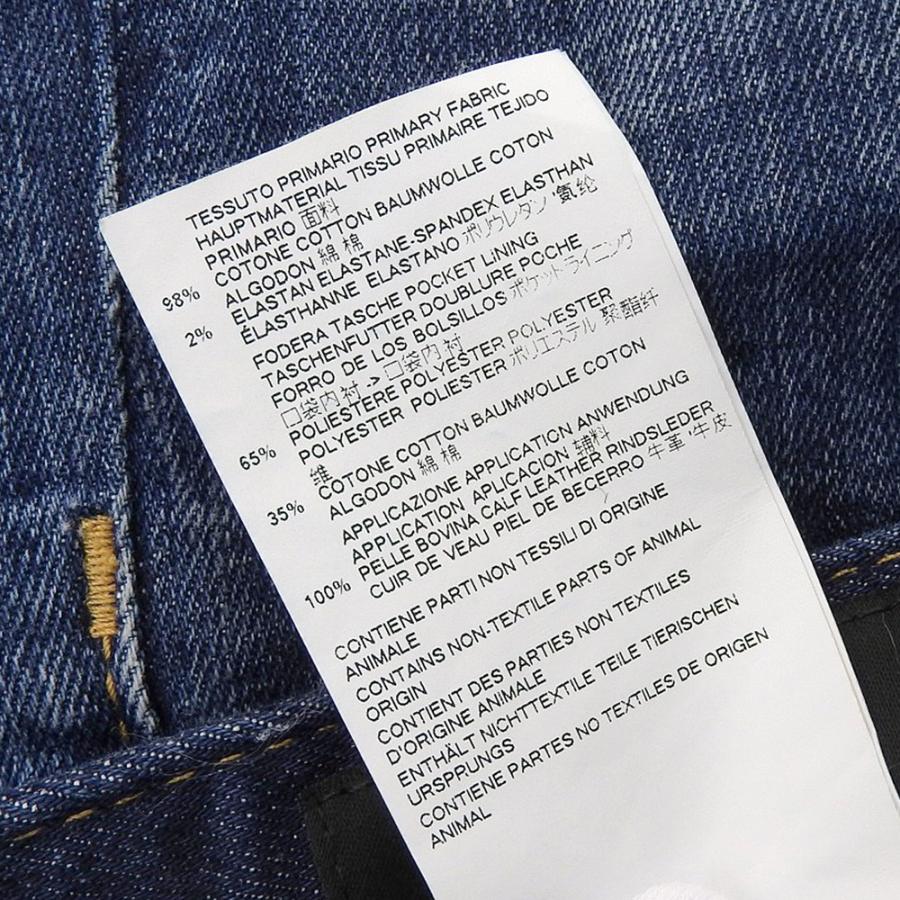 TESSUTO PRIMARIO PRIMARY FABRIC
HAUPTMATERIAL TISSU PRIMAIRE TEJIDO
PRIMARIO 面料
98% COTONE COTTON BAUMWOLLE COTON
ALGODON 綿 棉
2% ELASTAN ELASTANE-SPANDEX ELASTHAN
ÉLASTHANNE ELASTANO ポリウレタン 氨纶
FODERA TASCHE POCKET LINING
TASCHENFUTTER DOUBLURE POCHE
FORRO DE LOS BOLSILLOS ポケットライニング
口袋内衬 -> 口袋内衬
65% POLIESTERE POLYESTER POLYESTER
POLYESTER POLIESTER ポリエステル 聚酯纤
维
35% COTONE COTTON BAUMWOLLE COTON
ALGODON 綿 棉
APPLICAZIONE APPLICATION ANWENDUNG
APPLICATION APLICACION 辅料
100% PELLE BOVINA CALF LEATHER RINDSLEDER
CUIR DE VEAU PIEL DE BECERRO 牛革 牛皮
CONTIENE PARTI NON TESSILI DI ORIGINE
ANIMALE
CONTAINS NON-TEXTILE PARTS OF ANIMAL
ORIGIN
CONTIENT DES PARTIES NON TEXTILES
D'ORIGINE ANIMALE
ENTHÄLT NICHTTEXTILE TEILE TIERISCHEN
URSPRUNGS
CONTIENE PARTES NO TEXTILES DE ORIGEN
ANIMAL